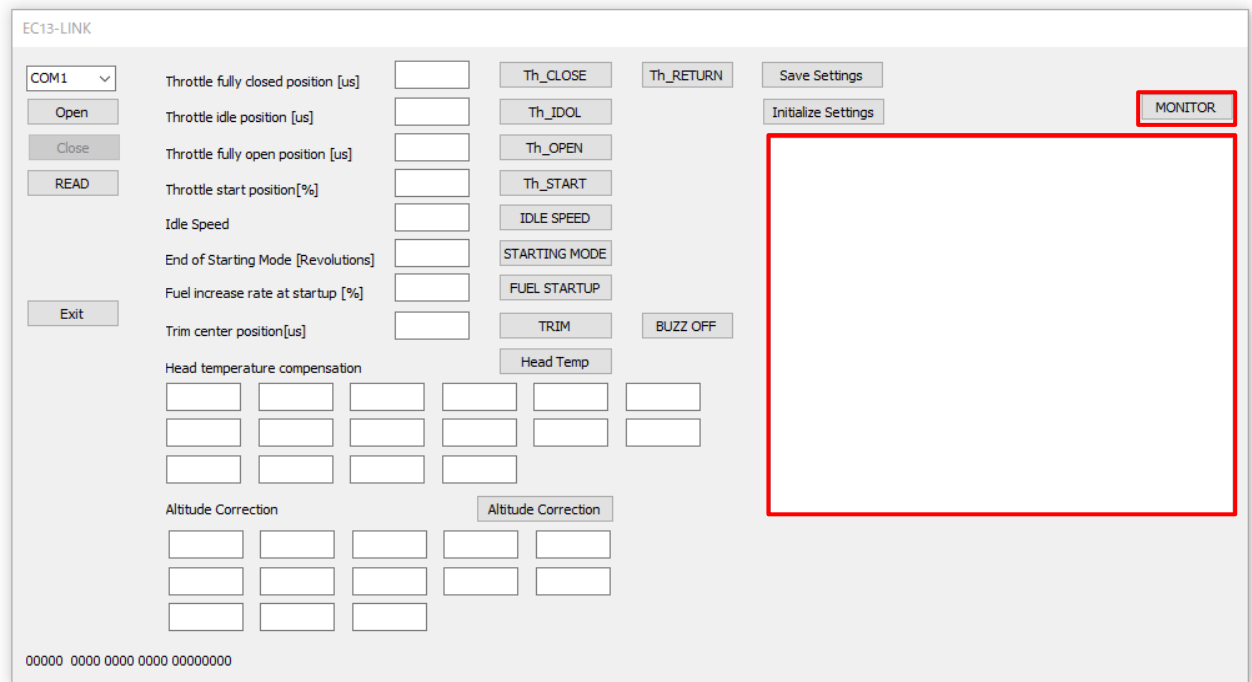 EC13-LINK
COM1
Throttle fully closed position [us]
Th_CLOSE
Th_RETURN
Save Settings
Open
Throttle idle position [us]
Th_IDOL
Initialize Settings
MONITOR
Close
Throttle fully open position [us]
Th_OPEN
READ
Throttle start position[%]
Th_START
Idle Speed
IDLE SPEED
End of Starting Mode [Revolutions]
STARTING MODE
Fuel increase rate at startup [%]
FUEL STARTUP
Exit
Trim center position[us]
TRIM
BUZZ OFF
Head temperature compensation
Head Temp
Altitude Correction
Altitude Correction
00000 0000 0000 0000 00000000